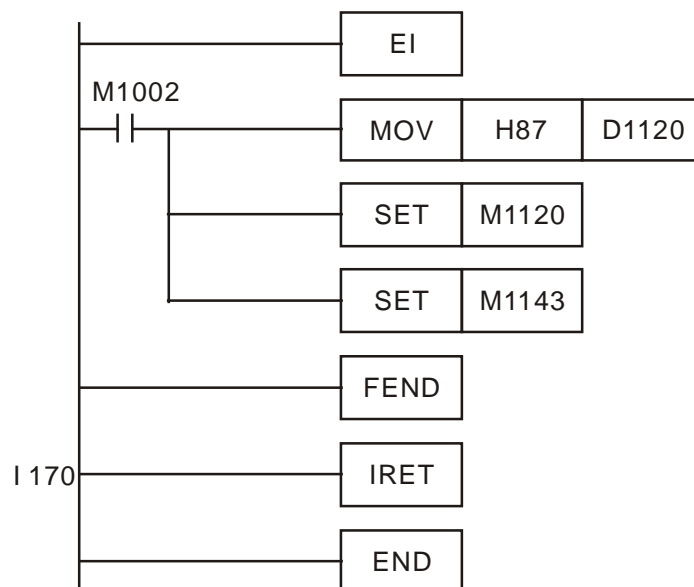 EI
M1002
MOV H87 D1120
SET M1120
SET M1143
FEND
I 170 IRET
END